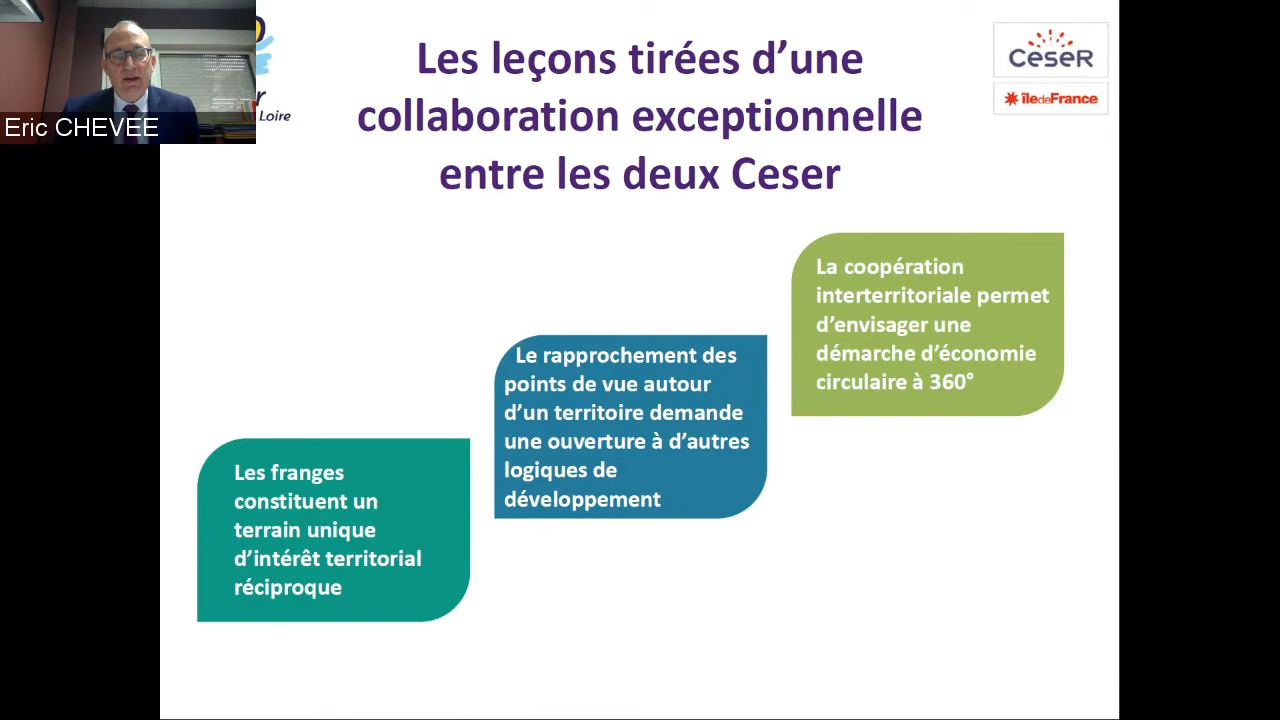 Eric CHEVEE
Loire
Les leçons tirées d’une
collaboration exceptionnelle
entre les deux Ceser
CeseR
îledeFrance
La coopération
interterritoriale permet
d’envisager une
démarche d’économie
circulaire à 360°
Le rapprochement des
points de vue autour
d’un territoire demande
une ouverture à d’autres
logiques de
développement
Les franges
constituent un
terrain unique
d’intérêt territorial
réciproque